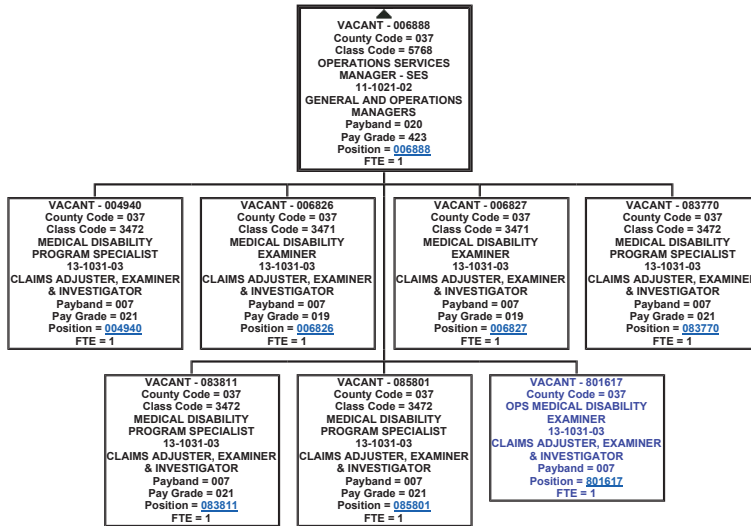 VACANT - 006888
County Code = 037
Class Code = 5768
OPERATIONS SERVICES
MANAGER - SES
11-1021-02
GENERAL AND OPERATIONS
MANAGERS
Payband = 020
Pay Grade = 423
Position = 006888
FTE = 1
VACANT - 004940
County Code = 037
Class Code = 3472
MEDICAL DISABILITY
PROGRAM SPECIALIST
13-1031-03
CLAIMS ADJUSTER, EXAMINER
& INVESTIGATOR
Payband = 007
Pay Grade = 021
Position = 004940
FTE = 1
VACANT - 006826
County Code = 037
Class Code = 3471
MEDICAL DISABILITY
EXAMINER
13-1031-03
CLAIMS ADJUSTER, EXAMINER
& INVESTIGATOR
Payband = 007
Pay Grade = 019
Position = 006826
FTE = 1
VACANT - 006827
County Code = 037
Class Code = 3471
MEDICAL DISABILITY
EXAMINER
13-1031-03
CLAIMS ADJUSTER, EXAMINER
& INVESTIGATOR
Payband = 007
Pay Grade = 019
Position = 006827
FTE = 1
VACANT - 083770
County Code = 037
Class Code = 3472
MEDICAL DISABILITY
PROGRAM SPECIALIST
13-1031-03
CLAIMS ADJUSTER, EXAMINER
& INVESTIGATOR
Payband = 007
Pay Grade = 021
Position = 083770
FTE = 1
VACANT - 083811
County Code = 037
Class Code = 3472
MEDICAL DISABILITY
PROGRAM SPECIALIST
13-1031-03
CLAIMS ADJUSTER, EXAMINER
& INVESTIGATOR
Payband = 007
Pay Grade = 021
Position = 083811
FTE = 1
VACANT - 085801
County Code = 037
Class Code = 3472
MEDICAL DISABILITY
PROGRAM SPECIALIST
13-1031-03
CLAIMS ADJUSTER, EXAMINER
& INVESTIGATOR
Payband = 007
Pay Grade = 021
Position = 085801
FTE = 1
VACANT - 801617
County Code = 037
OPS MEDICAL DISABILITY
EXAMINER
13-1031-03
CLAIMS ADJUSTER, EXAMINER
& INVESTIGATOR
Payband = 007
Position = 801617
FTE = 1